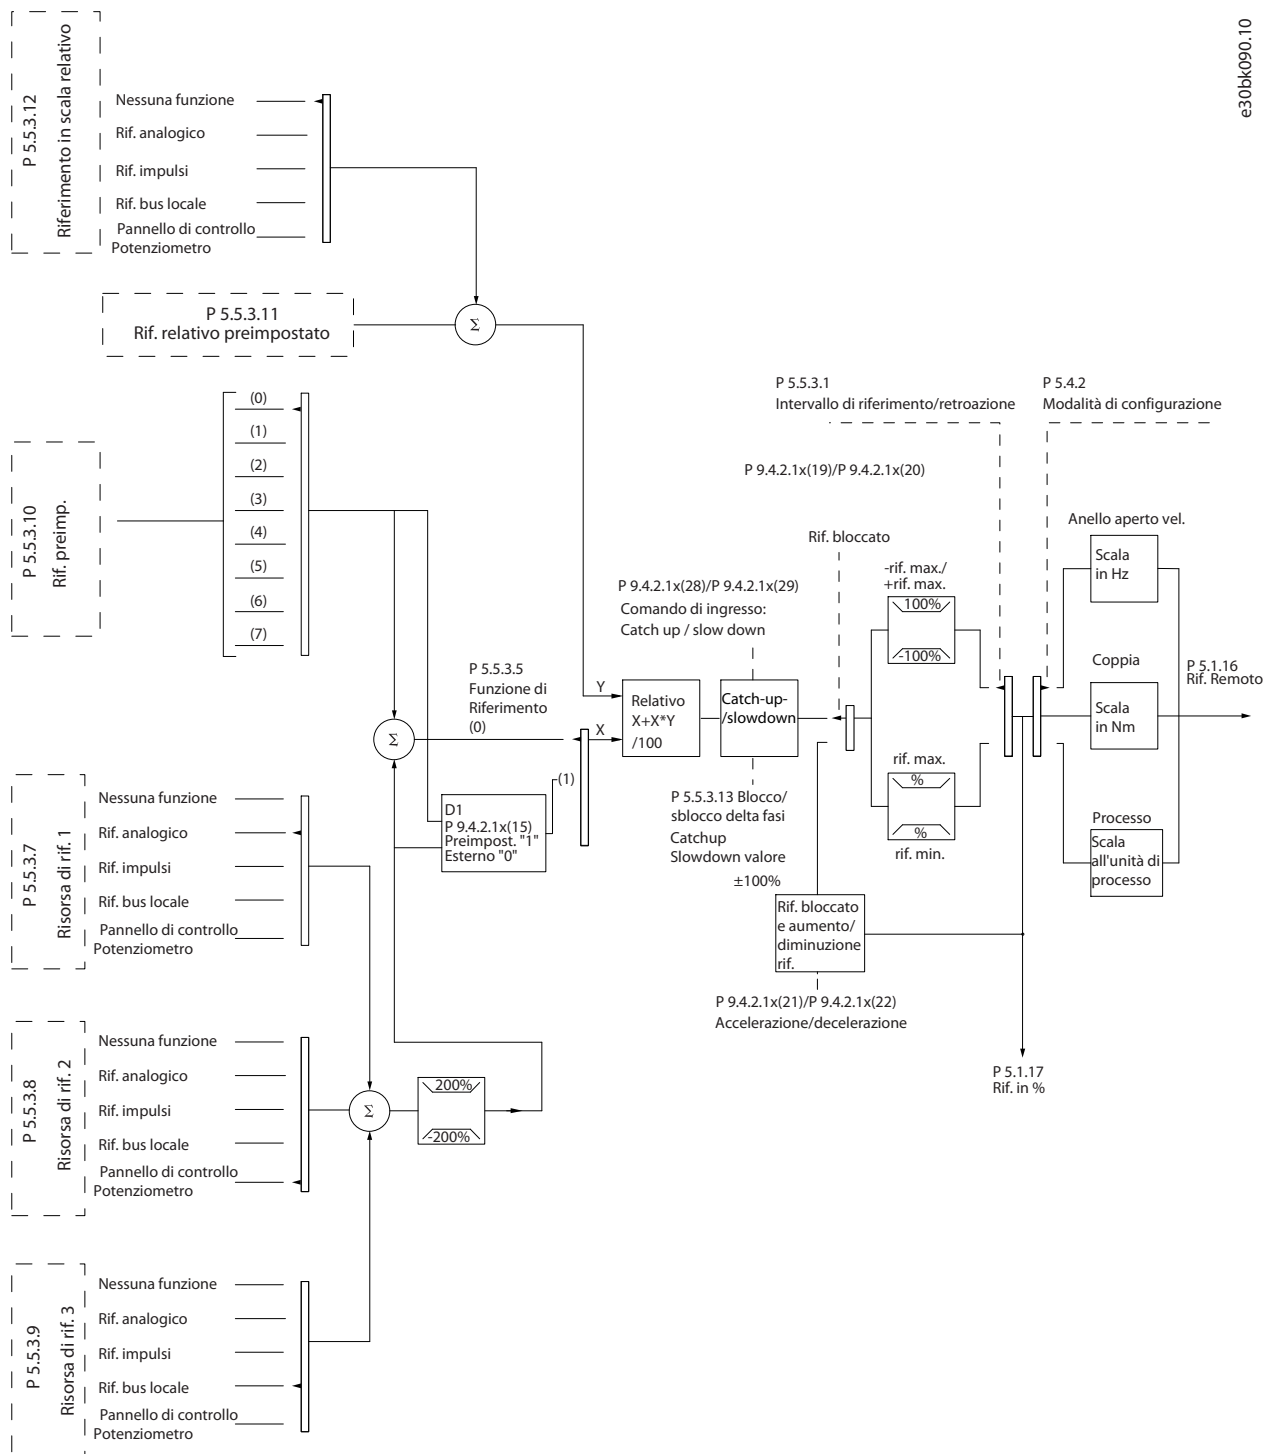 e30bk090.10
P 5.5.3.12
Riferimento in scala relativo
Nessuna funzione
Rif. analogico
Rif. impulsi
Rif. bus locale
Pannello di controllo
Potenziometro
P 5.5.3.11
Rif. relativo preimpostato
Σ
P 5.5.3.10
Rif. preimp.
(0)
(1)
(2)
(3)
(4)
(5)
(6)
(7)
P 5.5.3.1
Intervallo di riferimento/retroazione
P 5.4.2
Modalità di configurazione
P 9.4.2.1x(19)/P 9.4.2.1x(20)
Rif. bloccato
P 9.4.2.1x(28)/P 9.4.2.1x(29)
Comando di ingresso:
Catch up / slow down
-rif. max./
+rif. max.
100%
-100%
Anello aperto vel.
Scala
in Hz
Coppia
Scala
in Nm
P 5.1.16
Rif. Remoto
P 5.5.3.5
Funzione di
Riferimento
(0)
Σ
Y
X
(1)
Relativo
X+X*Y
/100
Catch-up-
/slowdown
rif. max.
%
%
rif. min.
Processo
Scala
all'unità di
processo
P 5.5.3.13 Blocco/
sblocco delta fasi
Catchup
Slowdown valore
±100%
D1
P 9.4.2.1x(15)
Preimpost. "1"
Esterno "0"
Rif. bloccato
e aumento/
diminuzione
rif.
P 9.4.2.1x(21)/P 9.4.2.1x(22)
Accelerazione/decelerazione
P 5.1.17
Rif. in %
P 5.5.3.7
Risorsa di rif. 1
Nessuna funzione
Rif. analogico
Rif. impulsi
Rif. bus locale
Pannello di controllo
Potenziometro
P 5.5.3.8
Risorsa di rif. 2
Nessuna funzione
Rif. analogico
Rif. impulsi
Rif. bus locale
Pannello di controllo
Potenziometro
Σ
200%
-200%
P 5.5.3.9
Risorsa di rif. 3
Nessuna funzione
Rif. analogico
Rif. impulsi
Rif. bus locale
Pannello di controllo
Potenziometro